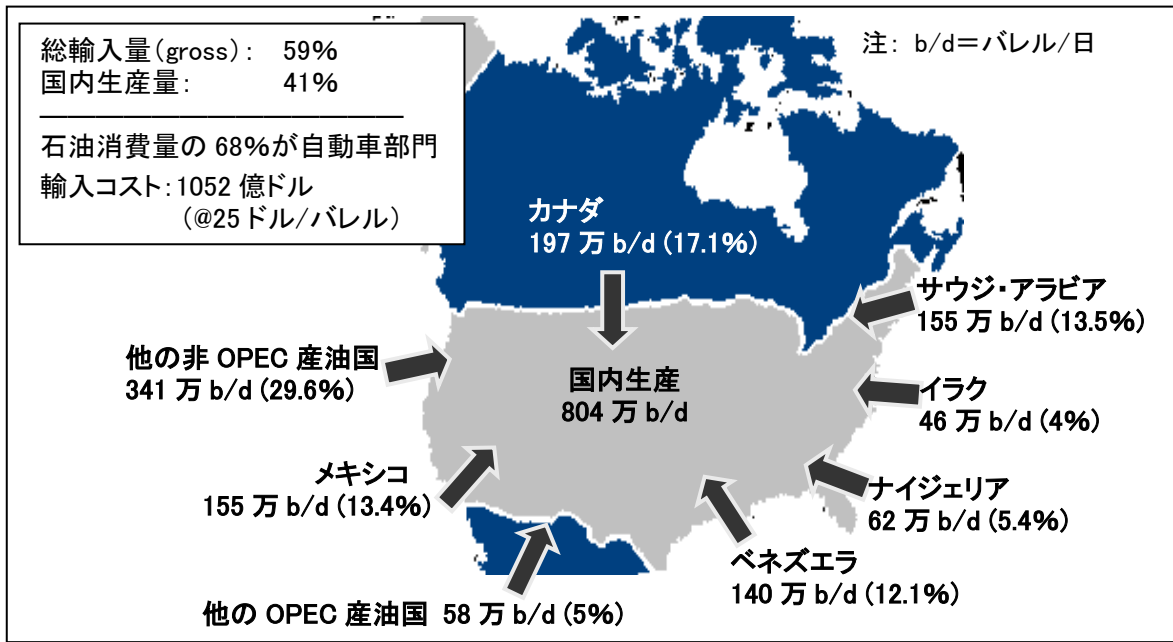 総輸入量(gross): 59%
国内生産量: 41%
石油消費量の 68%が自動車部門
輸入コスト:1052 億ドル
(@25 ドル/バレル)
注: b/d=バレル/日
カナダ
197 万 b/d (17.1%)
サウジ・アラビア
155 万 b/d (13.5%)
他の非 OPEC 産油国
341 万 b/d (29.6%)
国内生産
804 万 b/d
イラク
46 万 b/d (4%)
メキシコ
155 万 b/d (13.4%)
ナイジェリア
62 万 b/d (5.4%)
ベネズエラ
140 万 b/d (12.1%)
他の OPEC 産油国 58 万 b/d (5%)